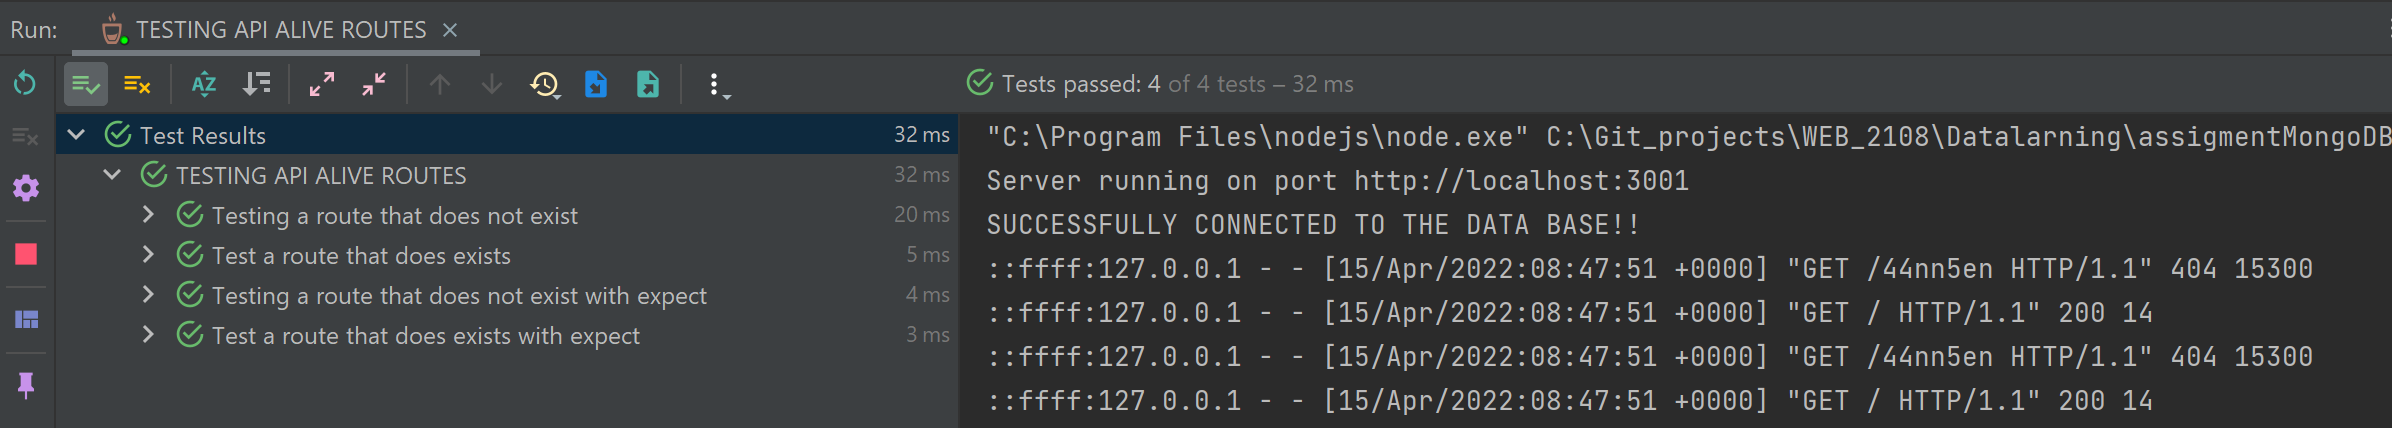 Run: TESTING API ALIVE ROUTES
Tests passed: 4 of 4 tests – 32 ms
Test Results 32 ms
TESTING API ALIVE ROUTES 32 ms
Testing a route that does not exist 20 ms
Test a route that does exists 5 ms
Testing a route that does not exist with expect 4 ms
Test a route that does exists with expect 3 ms
"C:\Program Files\nodejs\node.exe" C:\Git_projects\WEB_2108\Datalarning\assigmentMongoDB
Server running on port http://localhost:3001
SUCCESSFULLY CONNECTED TO THE DATA BASE!!
::ffff:127.0.0.1 - - [15/Apr/2022:08:47:51 +0000] "GET /44nn5en HTTP/1.1" 404 15300
::ffff:127.0.0.1 - - [15/Apr/2022:08:47:51 +0000] "GET / HTTP/1.1" 200 14
::ffff:127.0.0.1 - - [15/Apr/2022:08:47:51 +0000] "GET /44nn5en HTTP/1.1" 404 15300
::ffff:127.0.0.1 - - [15/Apr/2022:08:47:51 +0000] "GET / HTTP/1.1" 200 14